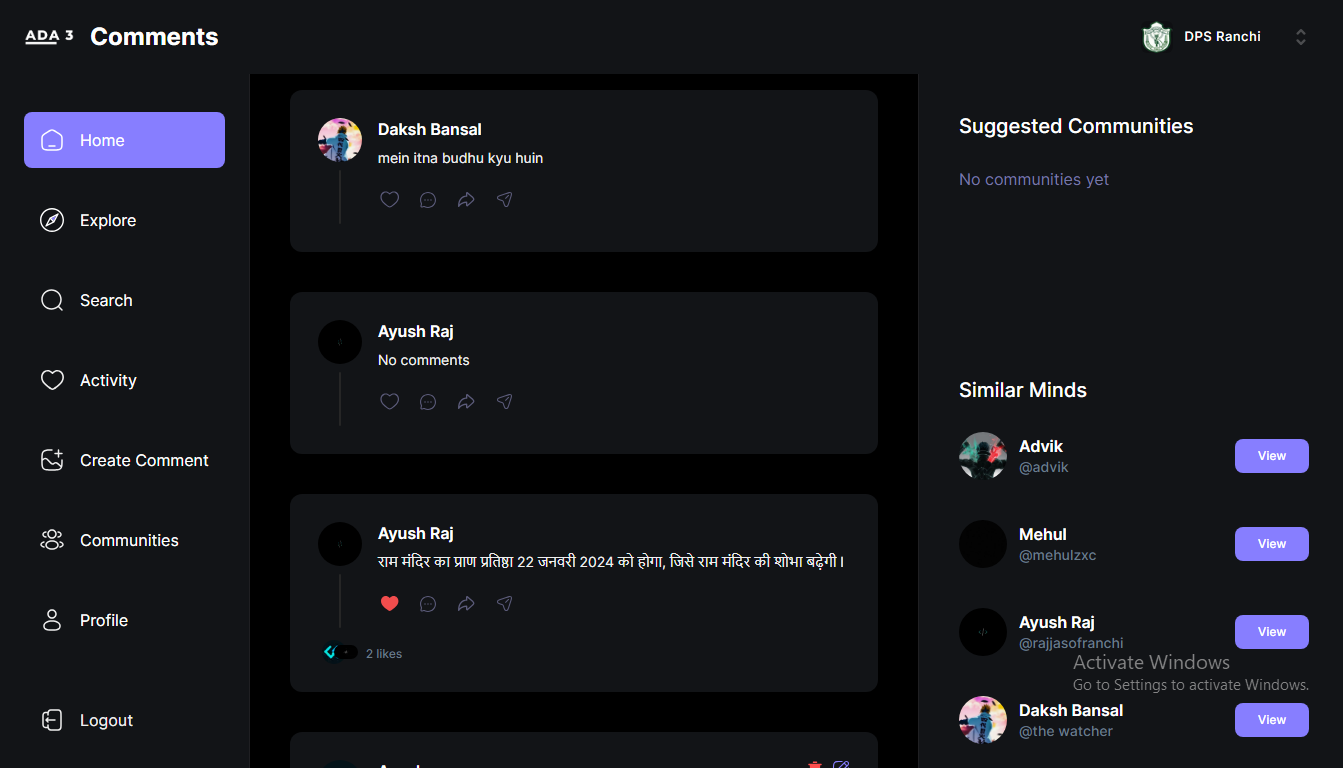 ADA 3 Comments
DPS Ranchi
Home
Explore
Search
Activity
Create Comment
Communities
Profile
Logout
Daksh Bansal
mein itna budhu kyu huin
Ayush Raj
No comments
Ayush Raj
राम मंदिर का प्राण प्रतिष्ठा 22 जनवरी 2024 को होगा, जिसे राम मंदिर की शोभा बढ़ेगी।
2 likes
Suggested Communities
No communities yet
Similar Minds
Advik
@advik
View
Mehul
@mehulzxc
View
Ayush Raj
@rajjasofranchi
View
Activate Windows
Go to Settings to activate Windows.
Daksh Bansal
@the watcher
View